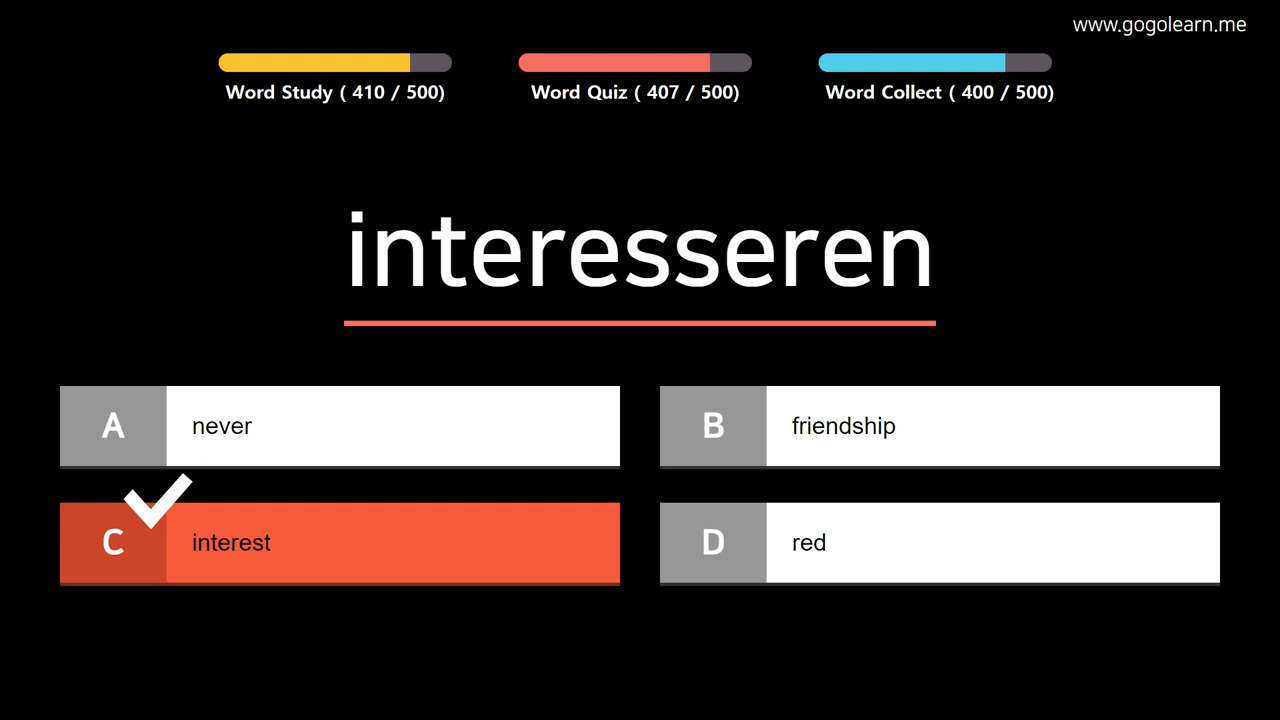 www.gogolearn.me
Word Study ( 410 / 500)
Word Quiz ( 407 / 500)
Word Collect ( 400 / 500)
interesseren
A never
B friendship
C interest
D red